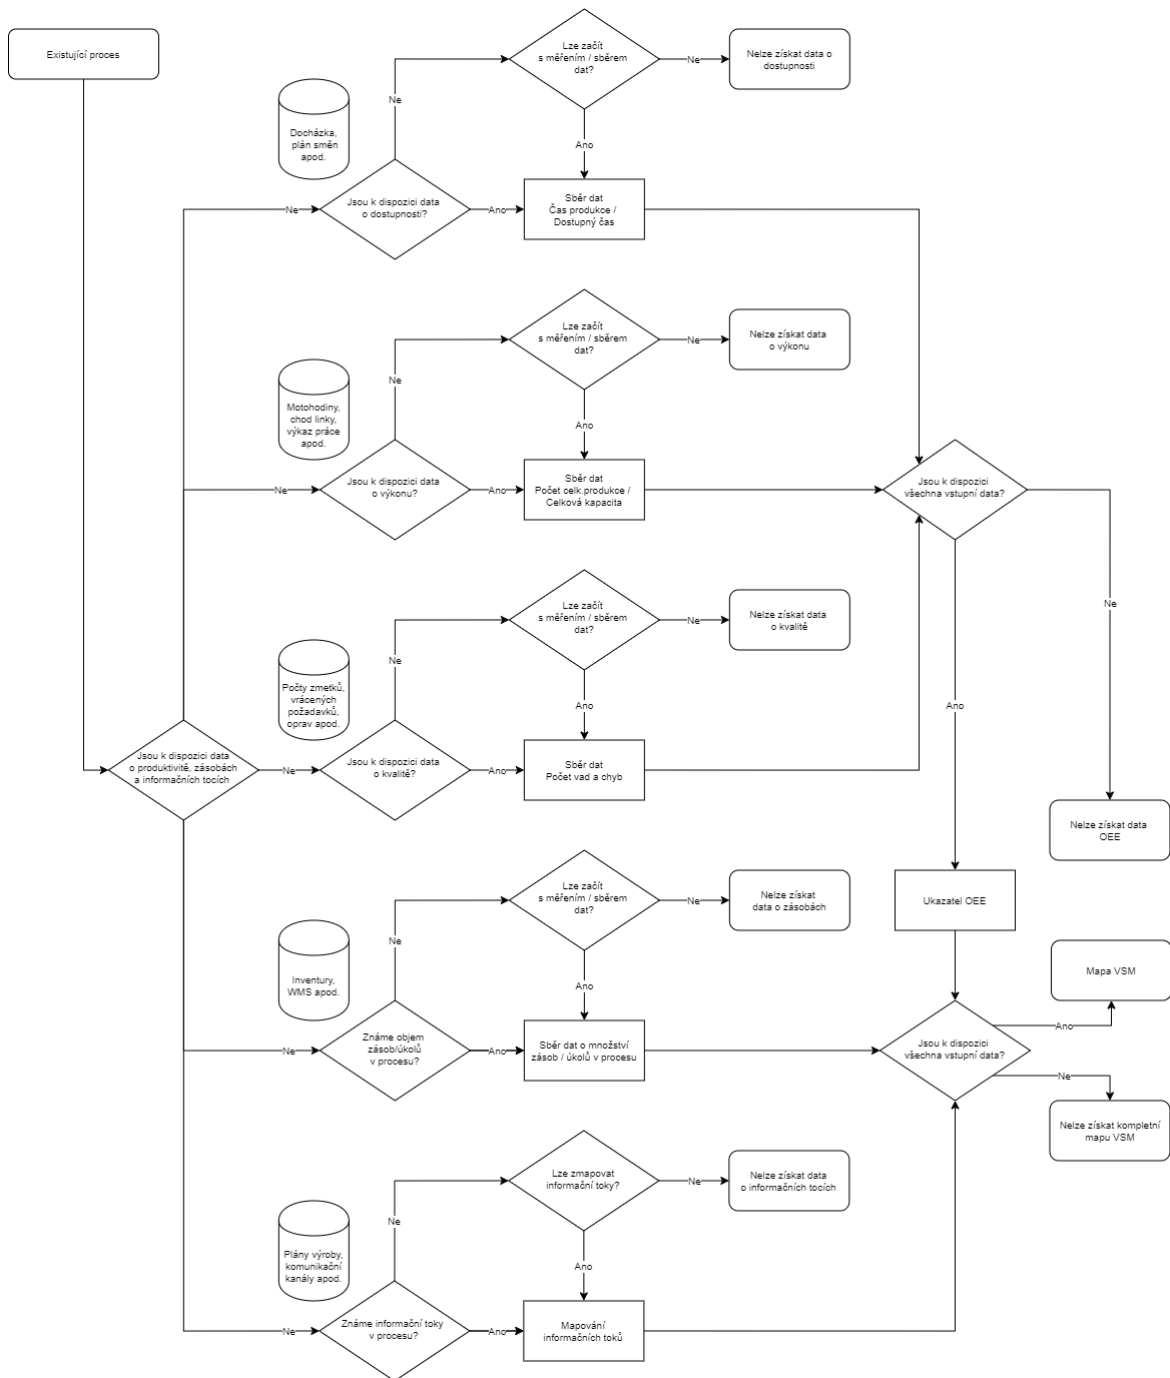 Existující proces
Lze začít
s měřením / sběrem
dat?
Ne
Nelze získat data o
dostupnosti
Ne
Docházka,
plán směn
apod.
Ano
Ne
Jsou k dispozici data
o dostupnosti?
Ano
Sběr dat
Čas produkce /
Dostupný čas
Lze začít
s měřením / sběrem
dat?
Ne
Nelze získat data
o výkonu
Ne
Motohodiny,
chod linky,
výkaz práce
apod.
Ano
Ne
Jsou k dispozici data
o výkonu?
Ano
Sběr dat
Počet celk.produkce /
Celková kapacita
Jsou k dispozici
všechna vstupní data?
Ne
Ano
Lze začít
s měřením / sběrem
dat?
Ne
Nelze získat data
o kvalitě
Ne
Počty zmetků,
vrácených
požadavků,
oprav apod.
Ano
Jsou k dispozici data
o produktivitě, zásobách
a informačních tocích
Ne
Jsou k dispozici data
o kvalitě?
Ano
Sběr dat
Počet vad a chyb
Nelze získat data
OEE
Lze začít
s měřením / sběrem
dat?
Ne
Nelze získat
data o zásobách
Ukazatel OEE
Ne
Inventury,
WMS apod.
Ano
Mapa VSM
Ne
Známe objem
zásob/úkolů
v procesu?
Ano
Sběr dat o množství
zásob / úkolů v procesu
Jsou k dispozici
všechna vstupní data?
Ano
Ne
Nelze získat kompletní
mapu VSM
Lze zmapovat
informační toky?
Ne
Nelze získat data
o informačních tocích
Ne
Plány výroby,
komunikační
kanály apod.
Ano
Ne
Známe informační toky
v procesu?
Ano
Mapování
informačních toků